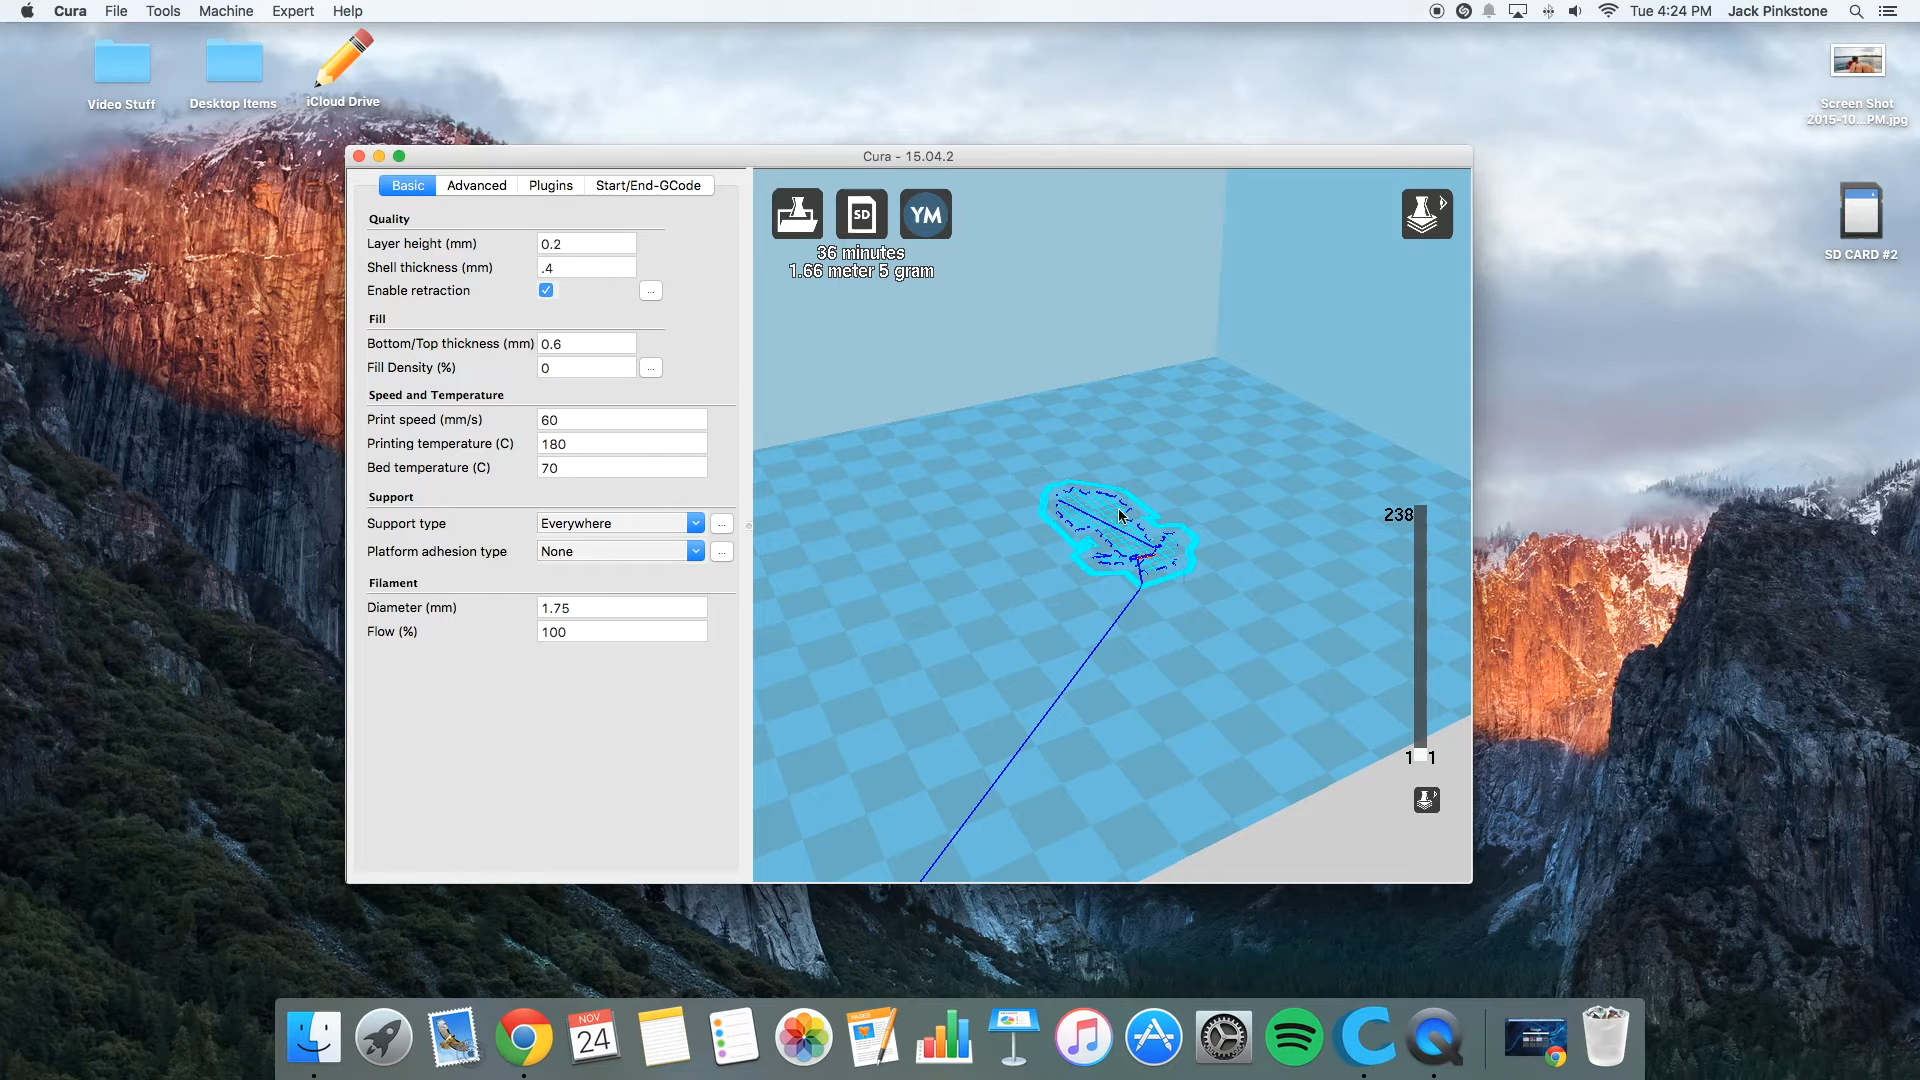 Cura File Tools Machine Expert Help
Tue 4:24 PM Jack Pinkstone
Video Stuff
Desktop Items
iCloud Drive
Screen Shot
2015-10...PM.jpg
SD CARD #2
Cura - 15.04.2
Basic Advanced Plugins Start/End-GCode
Quality
Layer height (mm) 0.2
Shell thickness (mm) .4
Enable retraction ...
Fill
Bottom/Top thickness (mm) 0.6
Fill Density (%) 0 ...
Speed and Temperature
Print speed (mm/s) 60
Printing temperature (C) 180
Bed temperature (C) 70
Support
Support type Everywhere ...
Platform adhesion type None ...
Filament
Diameter (mm) 1.75
Flow (%) 100
SD YM
36 minutes
1.66 meter 5 gram
238
1 1
NOV
24
PAGES